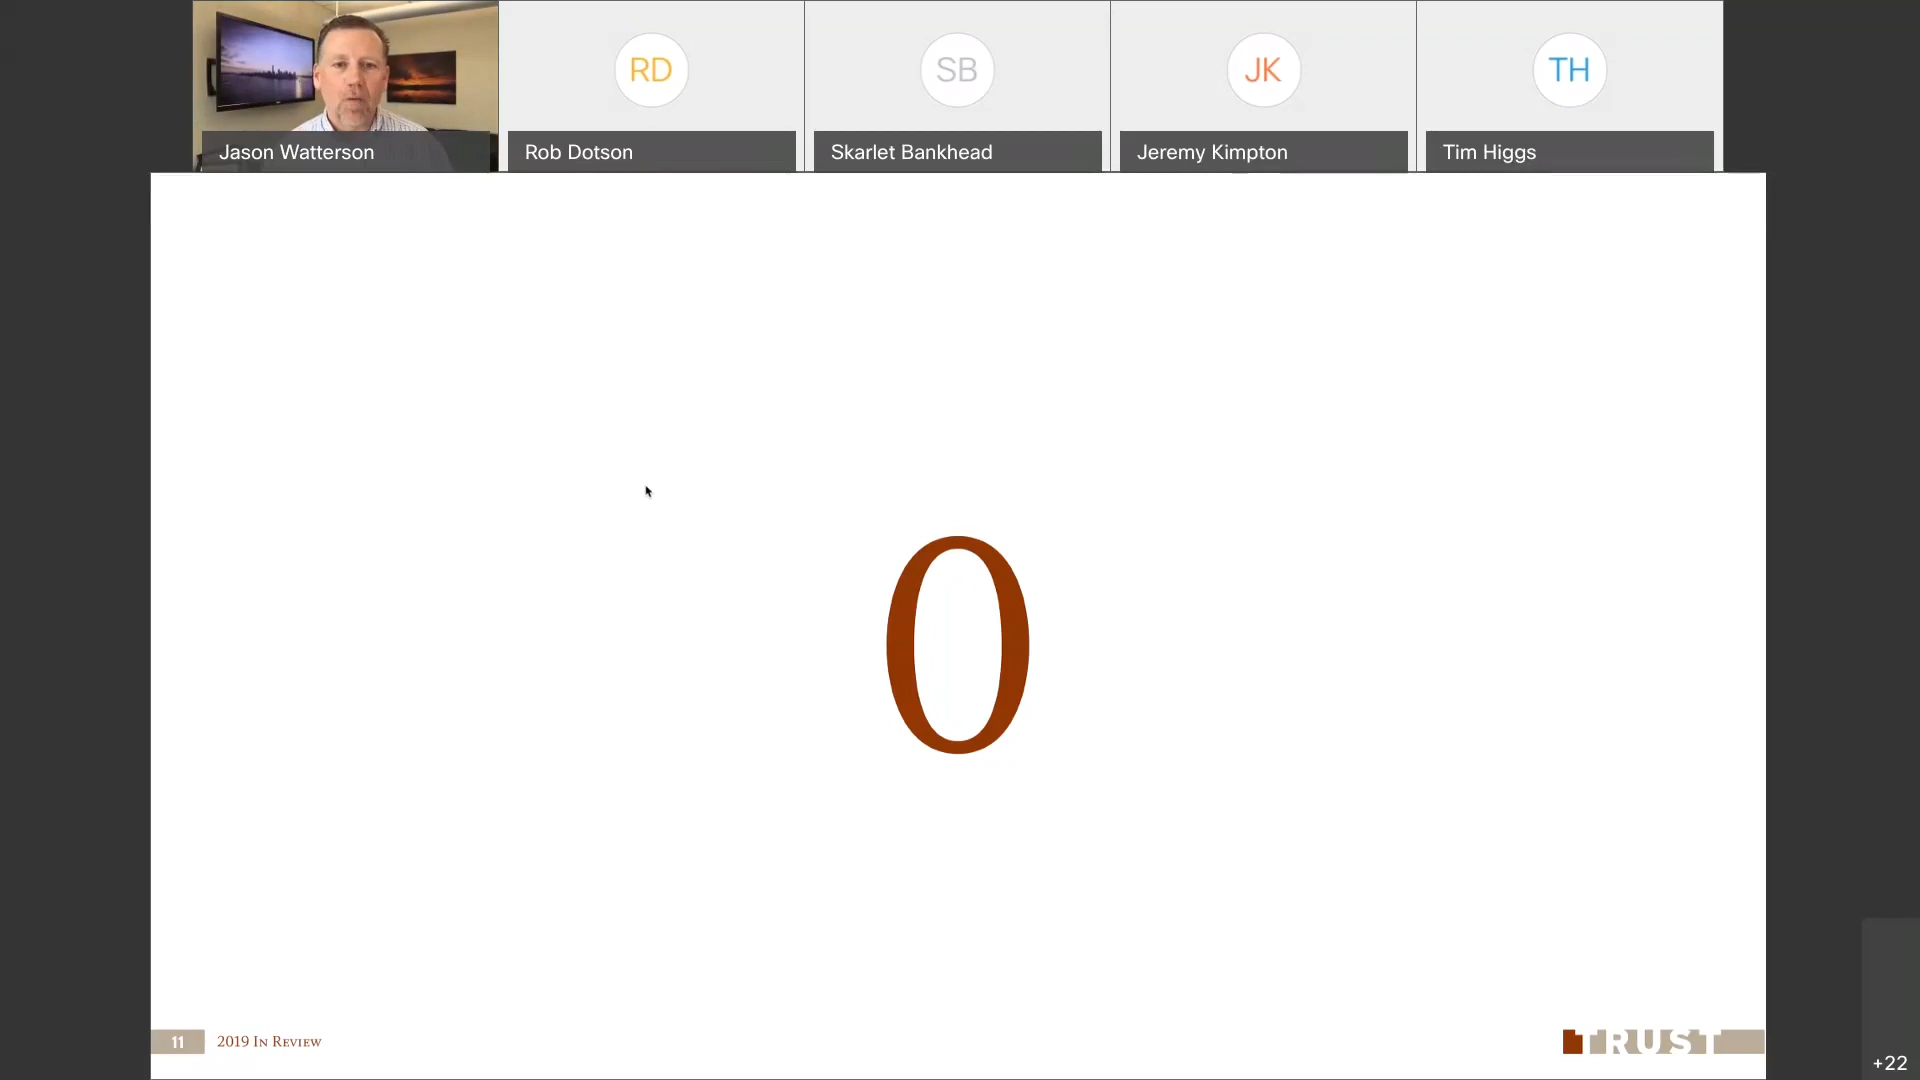 RD
SB
JK
TH
Jason Watterson
Rob Dotson
Skarlet Bankhead
Jeremy Kimpton
Tim Higgs
0
11
2019 In Review
TRUST
+22